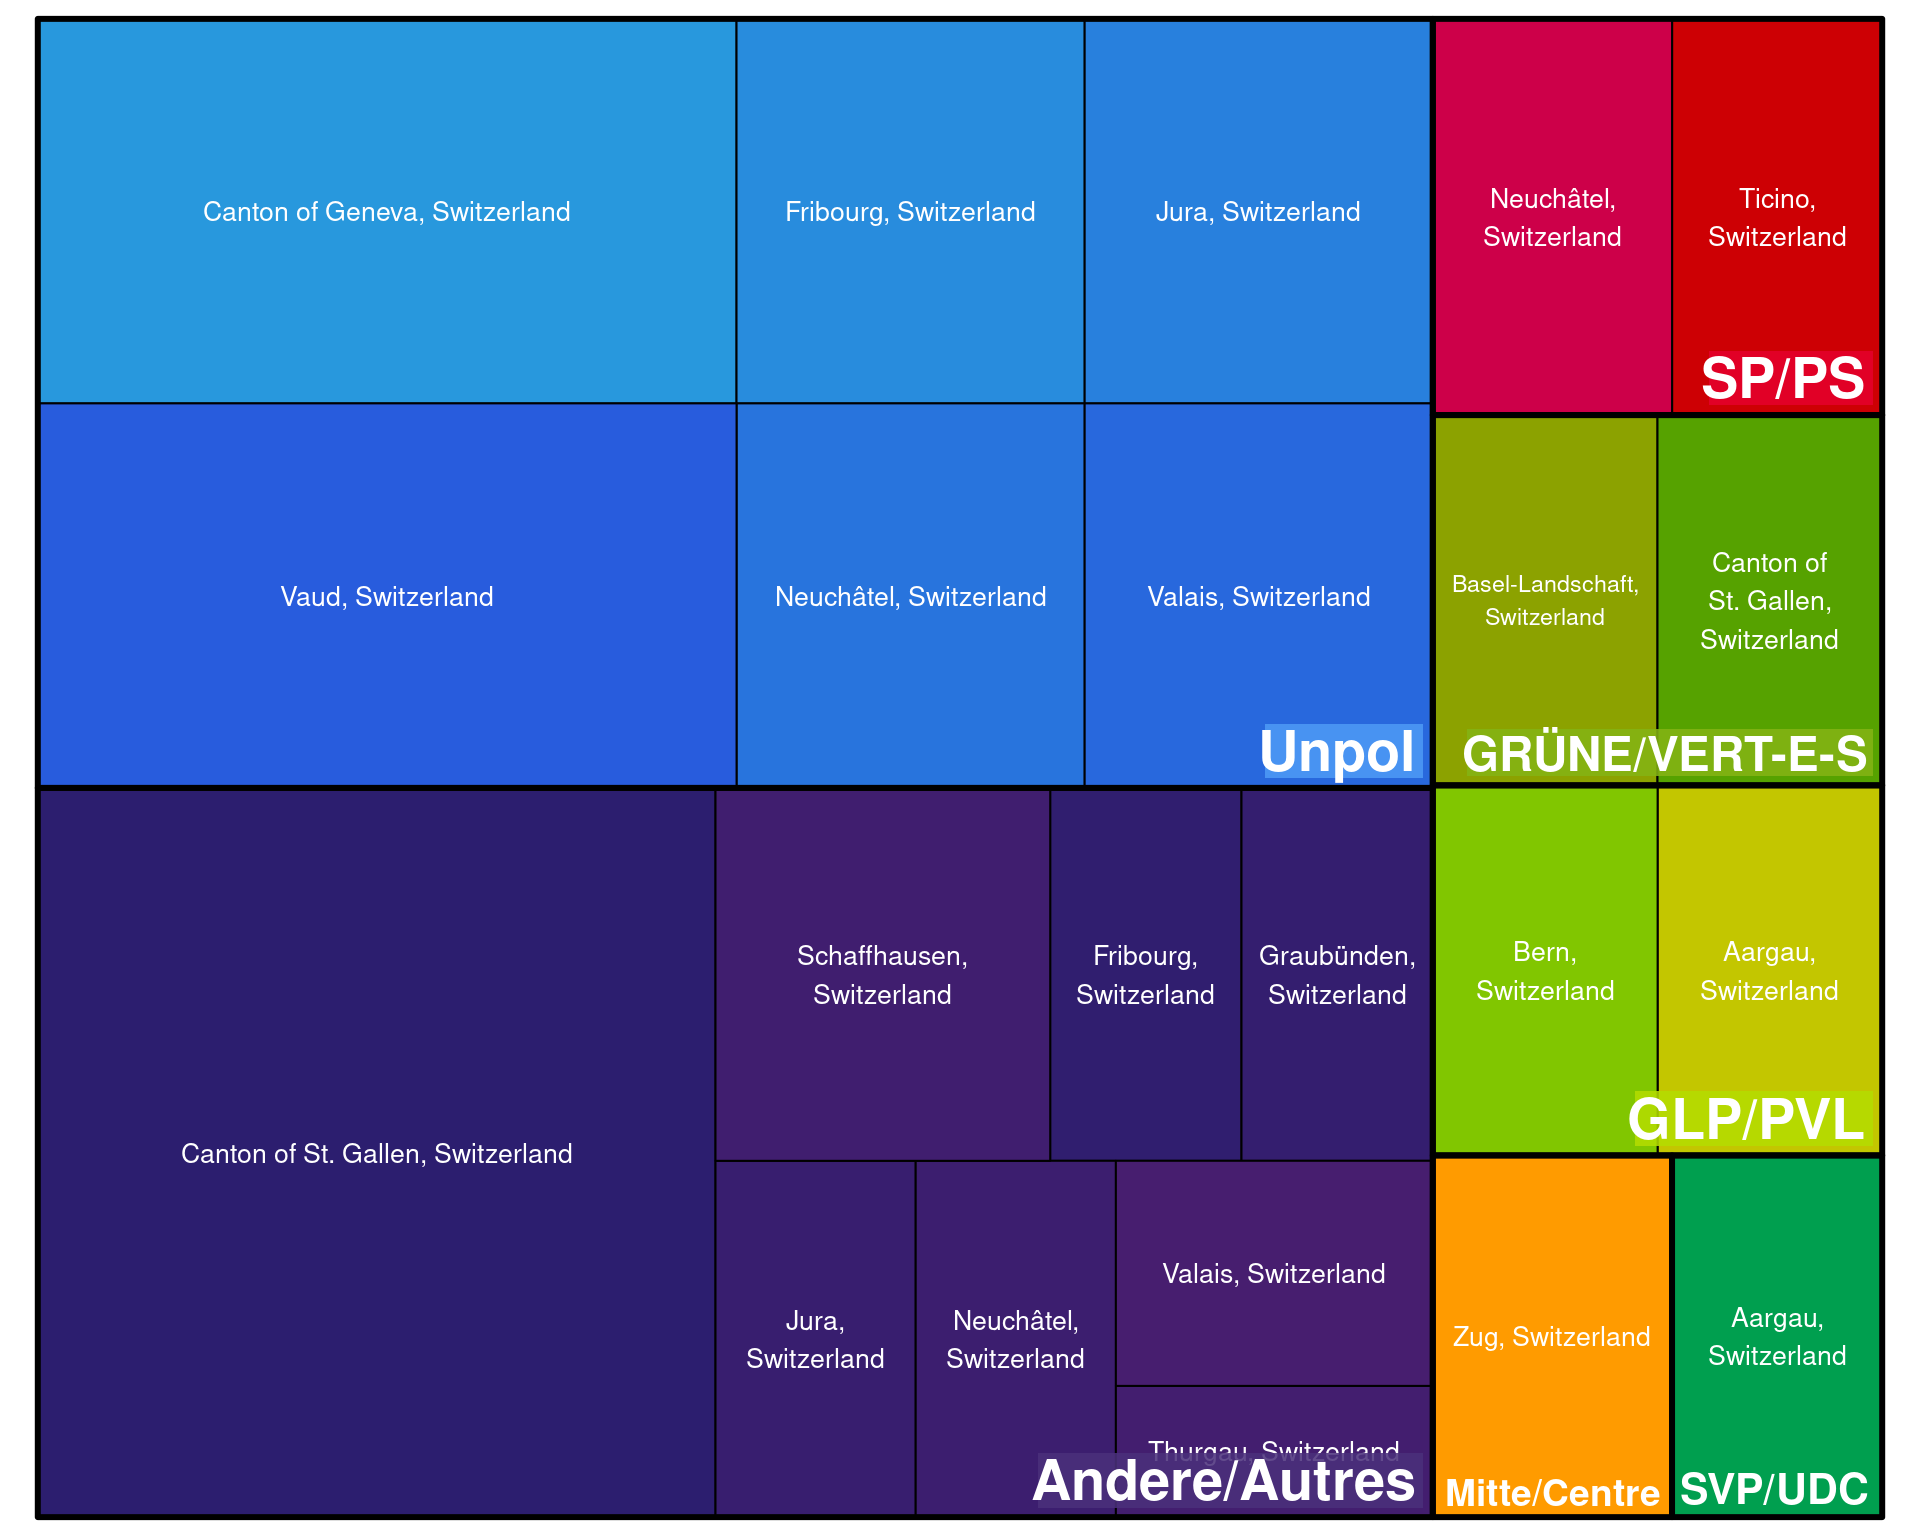 Canton of Geneva, Switzerland
Fribourg, Switzerland
Jura, Switzerland
Vaud, Switzerland
Neuchâtel, Switzerland
Valais, Switzerland
Unpol
Canton of St. Gallen, Switzerland
Schaffhausen,
Switzerland
Fribourg,
Switzerland
Graubünden,
Switzerland
Jura,
Switzerland
Neuchâtel,
Switzerland
Valais, Switzerland
Thurgau, Switzerland
Andere/Autres
Neuchâtel,
Switzerland
Ticino,
Switzerland
SP/PS
Basel-Landschaft,
Switzerland
Canton of
St. Gallen,
Switzerland
GRÜNE/VERT-E-S
Bern,
Switzerland
Aargau,
Switzerland
GLP/PVL
Zug, Switzerland
Mitte/Centre
Aargau,
Switzerland
SVP/UDC